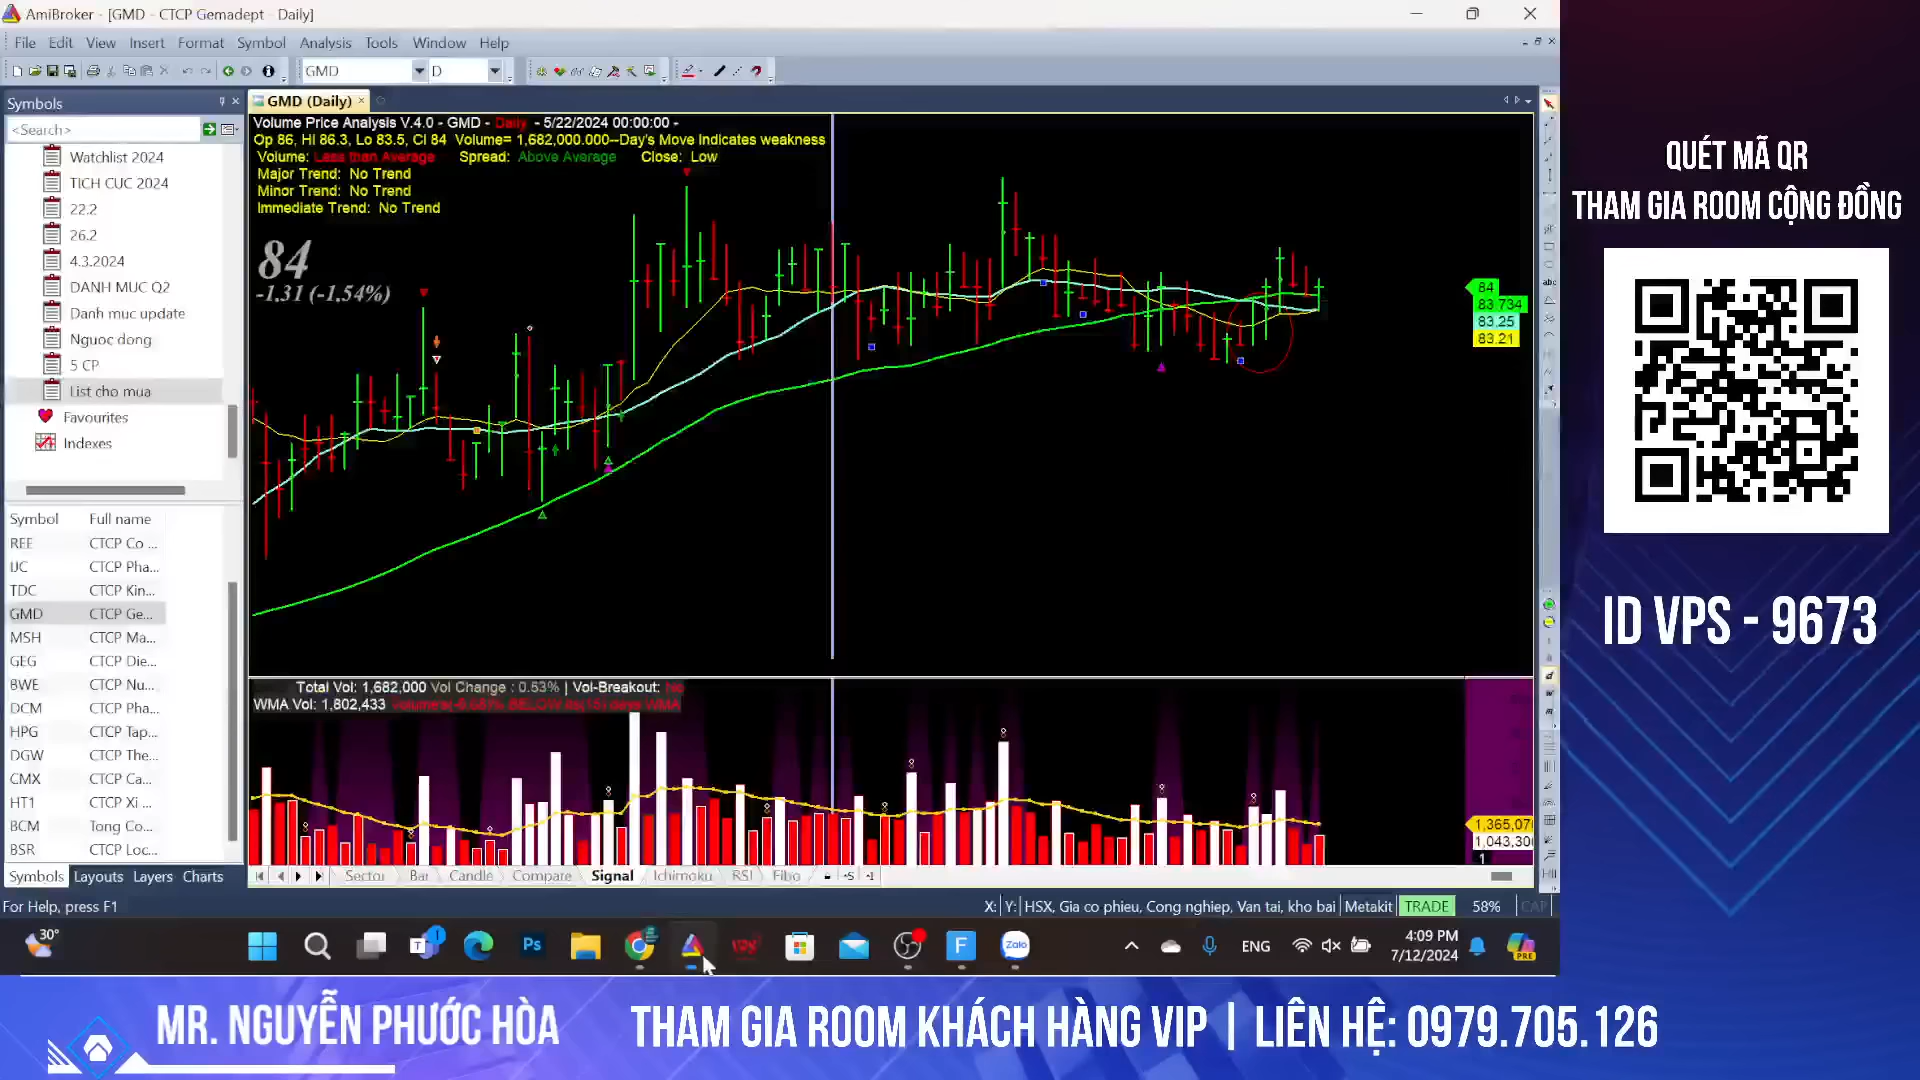 AmiBroker - [GMD - CTCP Gemadept - Daily]
File Edit View Insert Format Symbol Analysis Tools Window Help
GMD D
Symbols
<Search>
Watchlist 2024
TICH CUC 2024
22.2
26.2
4.3.2024
DANH MUC Q2
Danh muc update
Nguoc dong
5 CP
List cho mua
Favourites
Indexes
Symbol Full name
REE CTCP Co ...
IJC CTCP Pha...
TDC CTCP Kin...
GMD CTCP Ge...
MSH CTCP Ma...
GEG CTCP Die...
BWE CTCP Nu...
DCM CTCP Pha...
HPG CTCP Tap...
DGW CTCP The...
CMX CTCP Ca...
HT1 CTCP Xi ...
BCM Tong Co...
BSR CTCP Loc...
Symbols Layouts Layers Charts
For Help, press F1
GMD (Daily)
Volume Price Analysis V.4.0 - GMD - Daily - 5/22/2024 00:00:00 -
Op 86, Hi 86.3, Lo 83.5, Cl 84 Volume= 1,682,000.000--Day's Move Indicates weakness
Volume: Less than Average Spread: Above Average Close: Low
Major Trend: No Trend
Minor Trend: No Trend
Immediate Trend: No Trend
84
-1.31 (-1.54%)
84
83.734
83.25
83.21
Total Vol: 1,682,000 Vol Change : 0.53% | Vol-Breakout: No
WMA Vol: 1,802,433 Volume's(-6.687% BELOW its(15) days WMA
1,365,07
1,043,300
1
Sector Bar Candle Compare Signal Ichimoku RSI Fibo
X: Y: HSX, Gia co phieu, Cong nghiep, Van tai, kho bai Metakit TRADE 58% CAP
30°
ENG
4:09 PM
7/12/2024
QUÉT MÃ QR
THAM GIA ROOM CỘNG ĐỒNG
ID VPS - 9673
MR. NGUYỄN PHƯỚC HÒA
THAM GIA ROOM KHÁCH HÀNG VIP | LIÊN HỆ: 0979.705.126